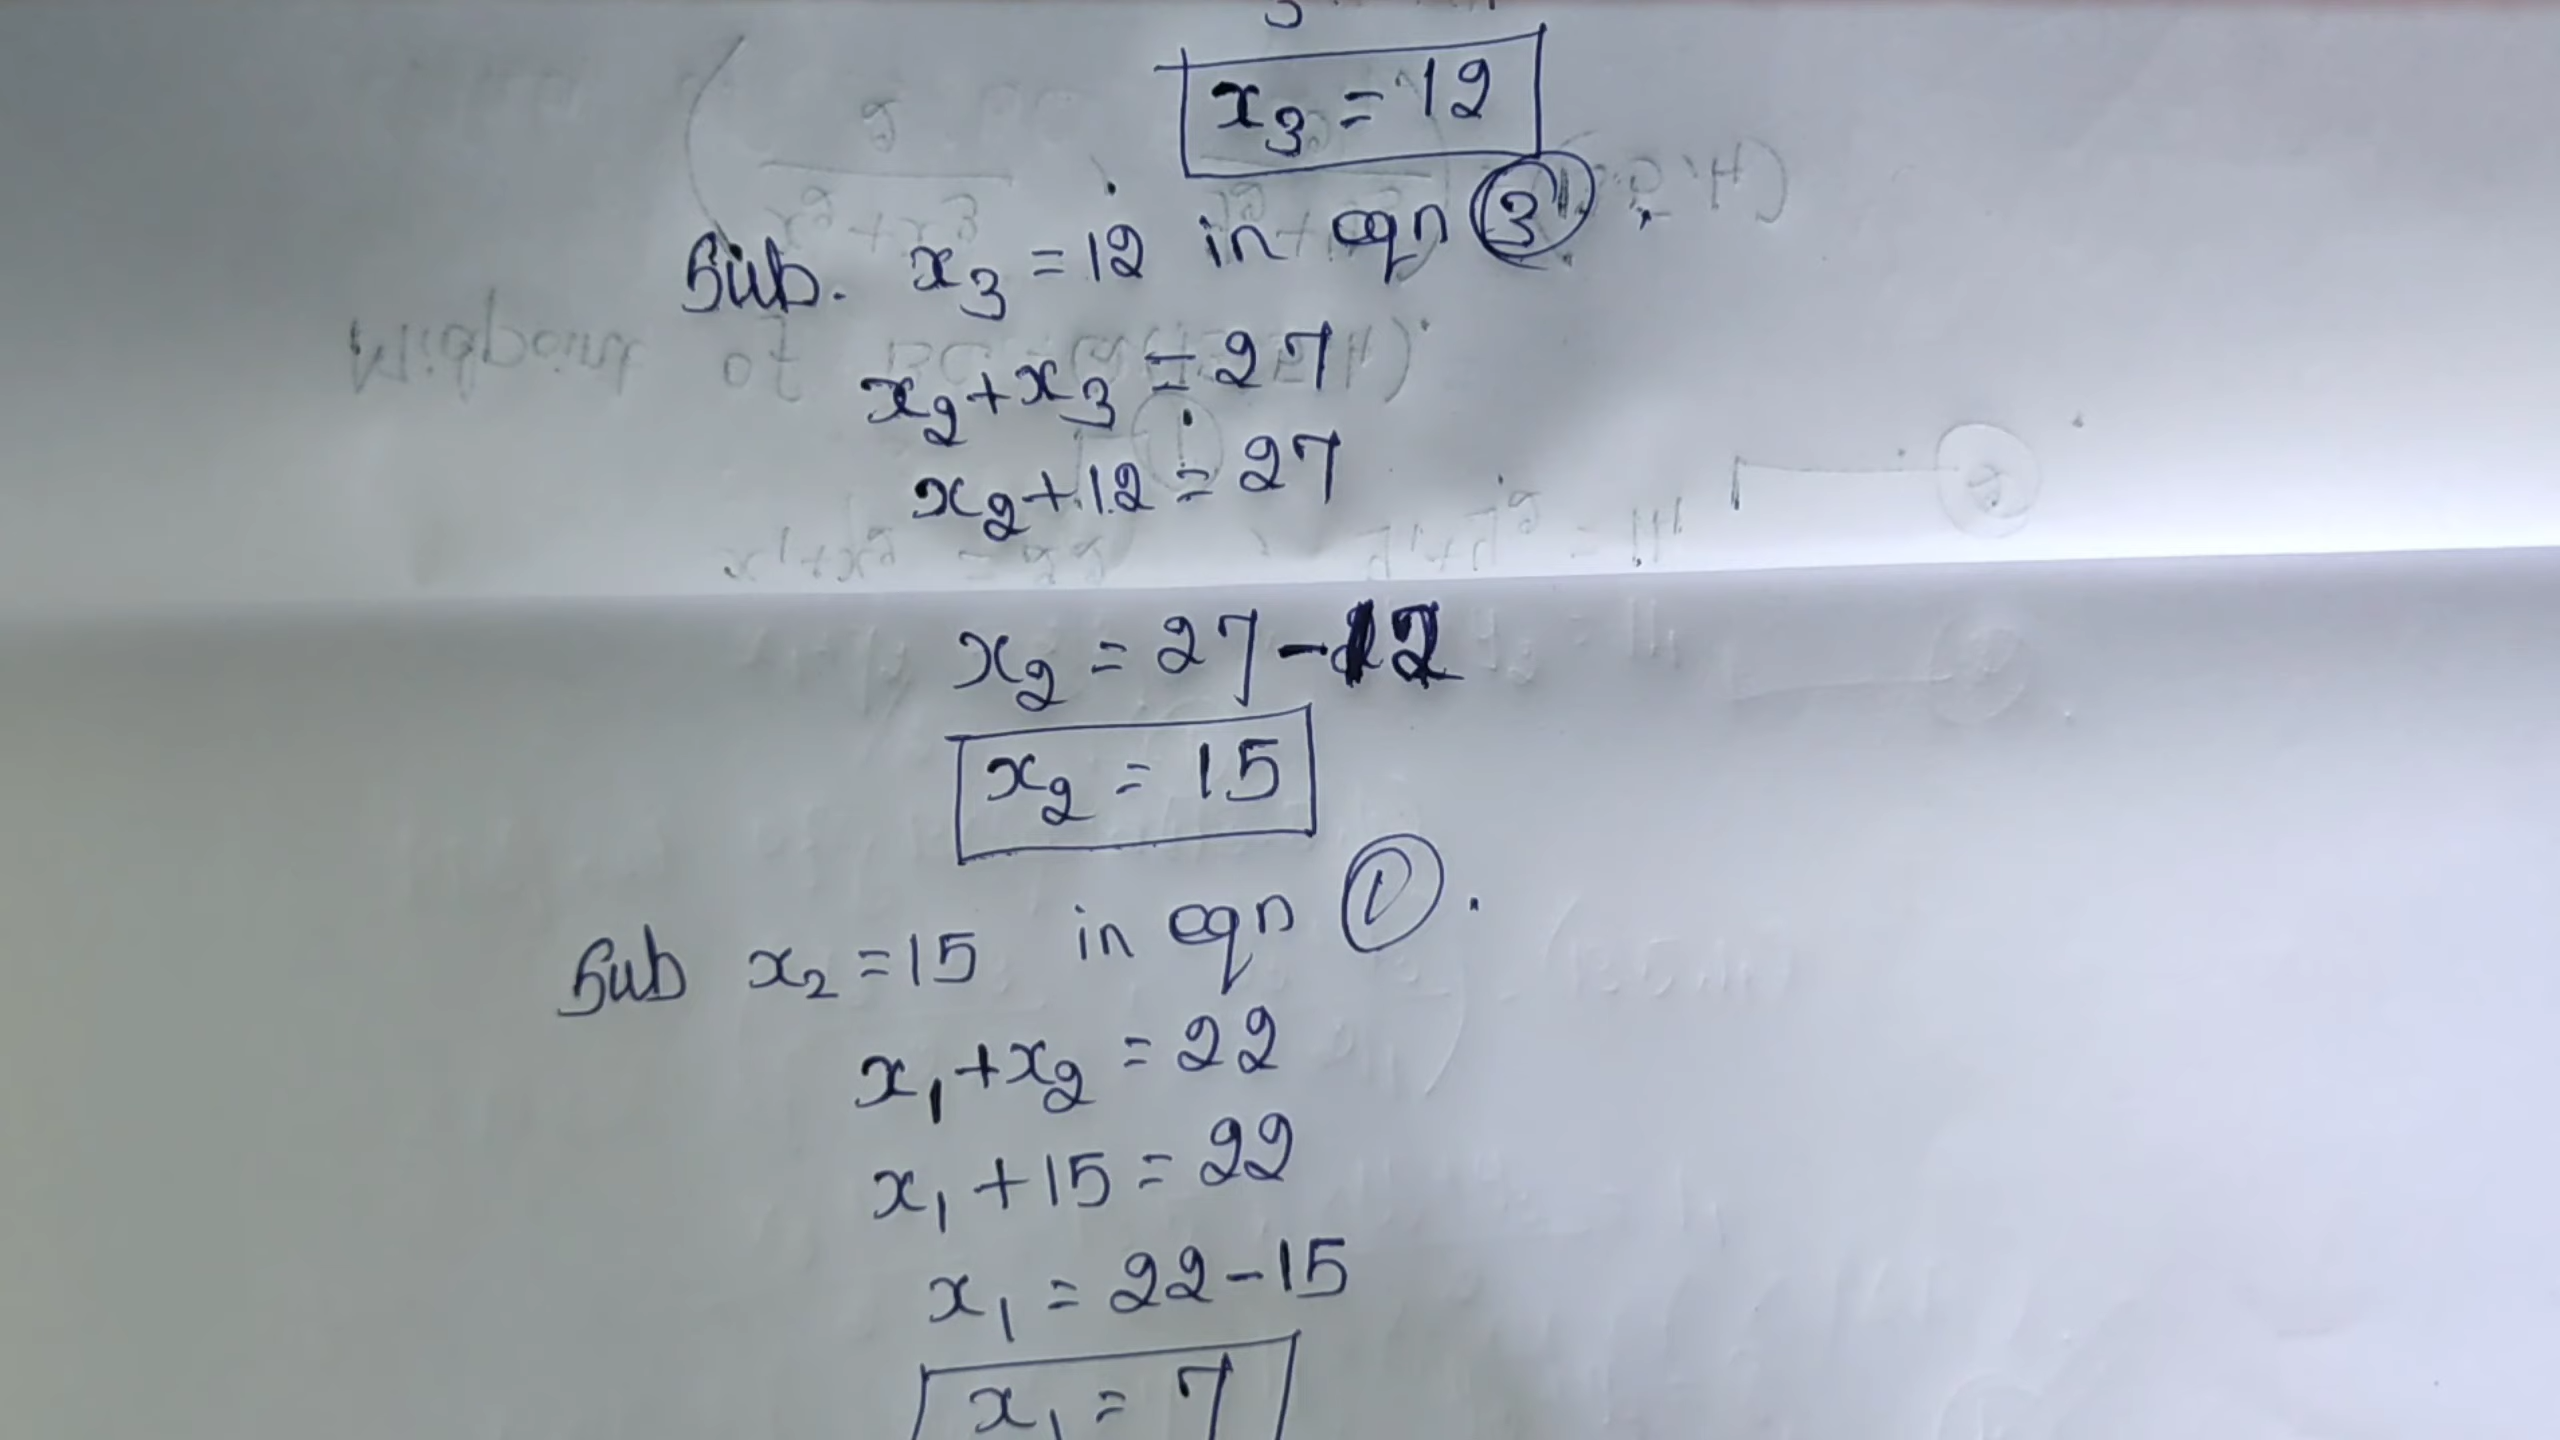 x₃ = 12
Sub. x₃ = 12 in eqn ③
x₂ + x₃ = 27
x₂ + 12 = 27
x₂ = 27 - 12
x₂ = 15
Sub x₂ = 15 in eqn ①.
x₁ + x₂ = 22
x₁ + 15 = 22
x₁ = 22 - 15
x₁ = 7